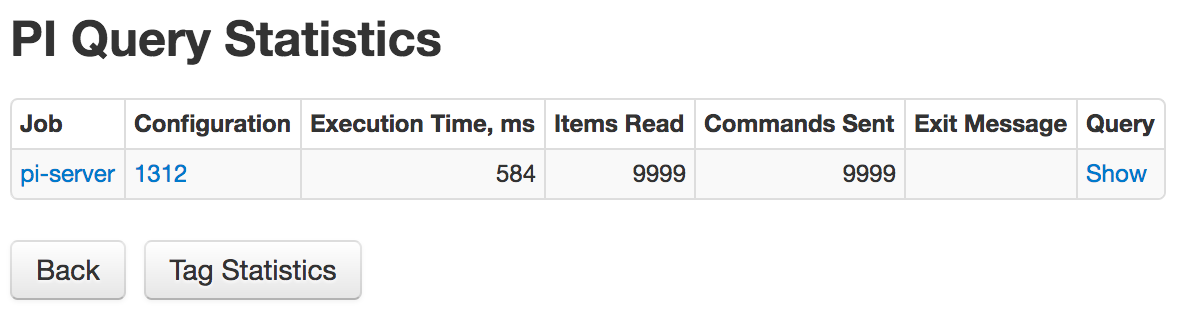 PI Query Statistics
Job Configuration Execution Time, ms Items Read Commands Sent Exit Message Query
pi-server 1312 584 9999 9999 Show
Back Tag Statistics